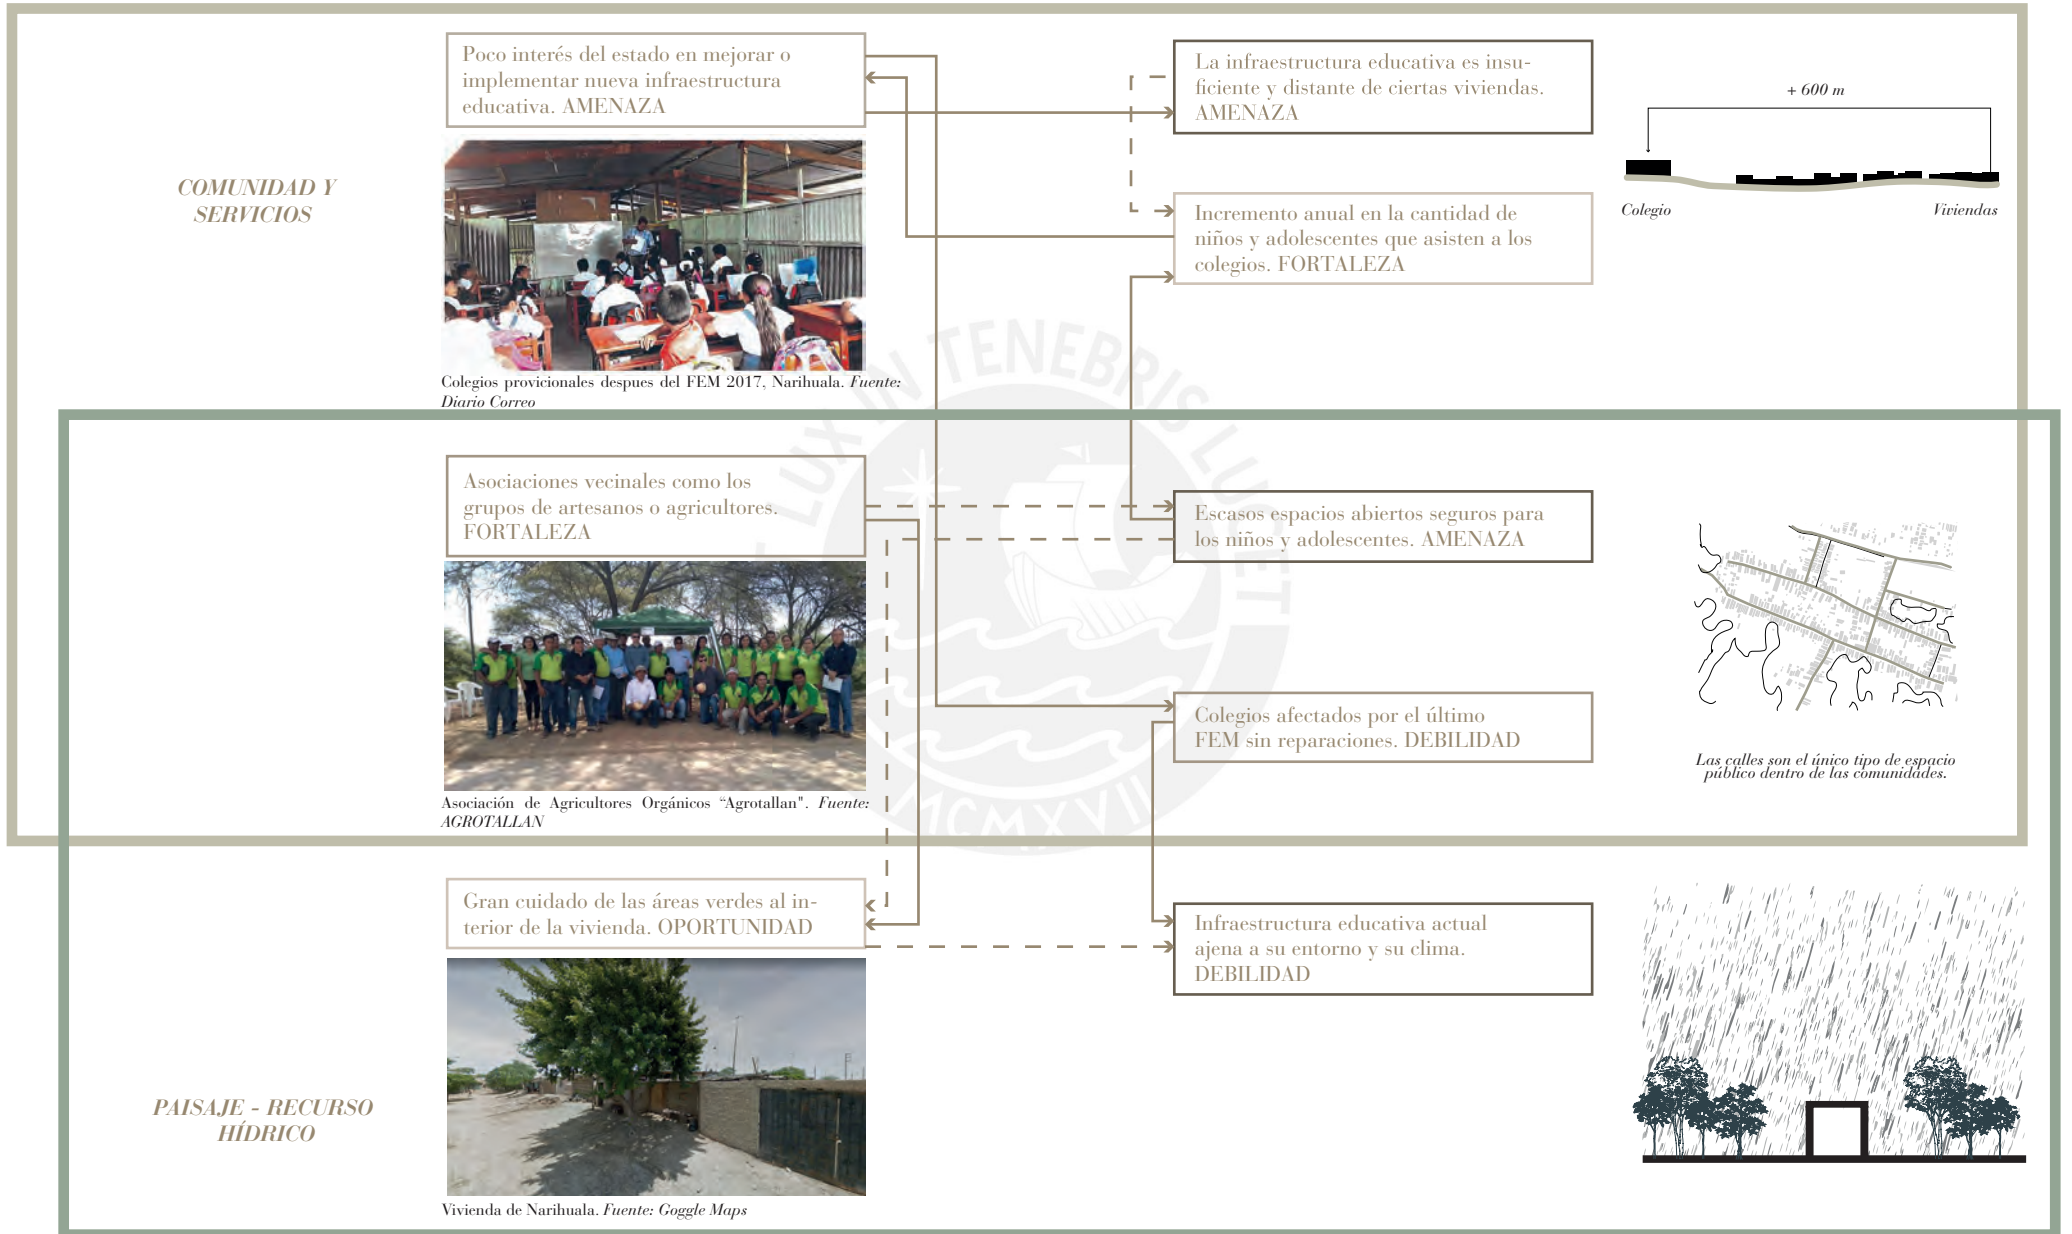 COMUNIDAD Y
SERVICIOS
Poco interés del estado en mejorar o
implementar nueva infraestructura
educativa. AMENAZA
Colegios provicionales despues del FEM 2017, Narihuala. Fuente:
Diario Correo
La infraestructura educativa es insu-
ficiente y distante de ciertas viviendas.
AMENAZA
+ 600 m
Colegio
Viviendas
Incremento anual en la cantidad de
niños y adolescentes que asisten a los
colegios. FORTALEZA
LUX IN TENEBRIS LUCET
MCMXVII
Asociaciones vecinales como los
grupos de artesanos o agricultores.
FORTALEZA
Asociación de Agricultores Orgánicos “Agrotallan". Fuente:
AGROTALLAN
Escasos espacios abiertos seguros para
los niños y adolescentes. AMENAZA
Colegios afectados por el último
FEM sin reparaciones. DEBILIDAD
Las calles son el único tipo de espacio
público dentro de las comunidades.
PAISAJE - RECURSO
HÍDRICO
Gran cuidado de las áreas verdes al in-
terior de la vivienda. OPORTUNIDAD
Vivienda de Narihuala. Fuente: Goggle Maps
Infraestructura educativa actual
ajena a su entorno y su clima.
DEBILIDAD